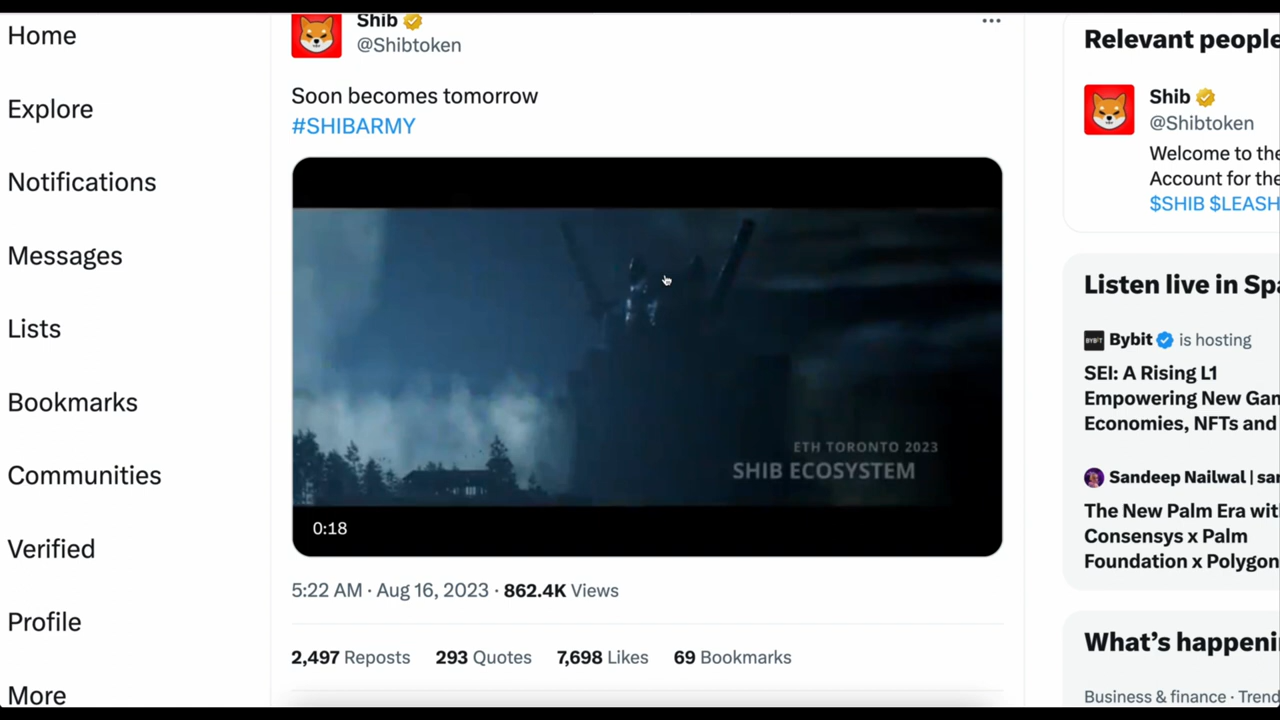 Home
Explore
Notifications
Messages
Lists
Bookmarks
Communities
Verified
Profile
More
Shib
@Shibtoken
Soon becomes tomorrow
#SHIBARMY
ETH TORONTO 2023
SHIB ECOSYSTEM
0:18
5:22 AM · Aug 16, 2023 · 862.4K Views
2,497 Reposts 293 Quotes 7,698 Likes 69 Bookmarks
Relevant people
Shib
@Shibtoken
Welcome to the
Account for the
$SHIB $LEASH
Listen live in Spa
Bybit is hosting
SEI: A Rising L1
Empowering New Gam
Economies, NFTs and
Sandeep Nailwal | san
The New Palm Era with
Consensys x Palm
Foundation x Polygon
What's happeni
Business & finance · Trend